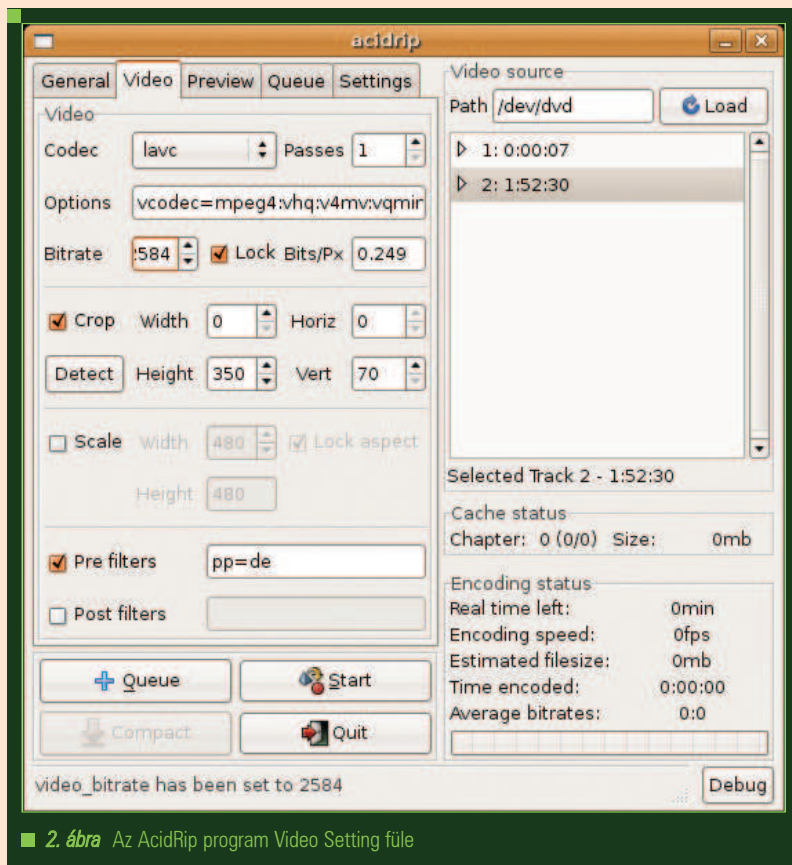 acidrip
General Video Preview Queue Settings
Video
Codec lavc Passes 1
Options vcodec=mpeg4:vhq:v4mv:vqmin
Bitrate :584 Lock Bits/Px 0.249
Crop Width 0 Horiz 0
Detect Height 350 Vert 70
Scale Width 480 Lock aspect
Height 480
Pre filters pp=de
Post filters
Queue Start
Compact Quit
Video source
Path /dev/dvd Load
1: 0:00:07
2: 1:52:30
Selected Track 2 - 1:52:30
Cache status
Chapter: 0 (0/0) Size: 0mb
Encoding status
Real time left: 0min
Encoding speed: 0fps
Estimated filesize: 0mb
Time encoded: 0:00:00
Average bitrates: 0:0
video_bitrate has been set to 2584 Debug
2. ábra Az AcidRip program Video Setting füle